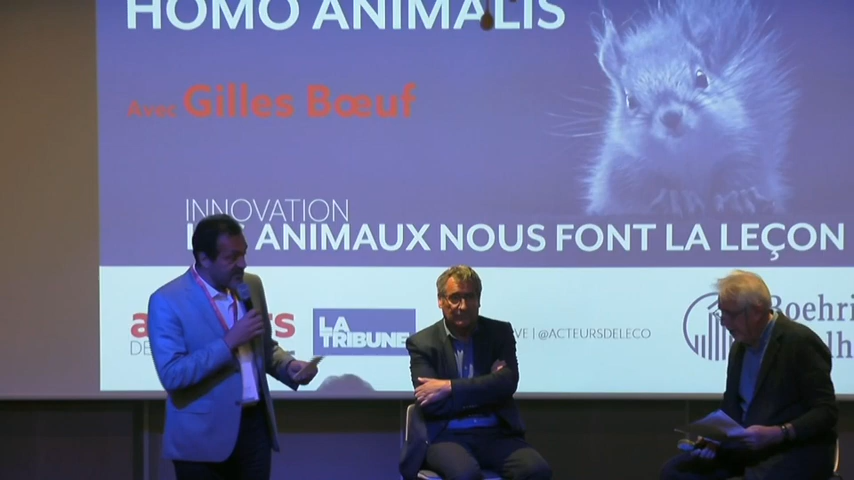 HOMO ANIMALIS
Avec Gilles Bœuf
INNOVATION
ANIMAUX NOUS FONT LA LEÇON
LA TRIBUNE
@ACTEURSDELECO